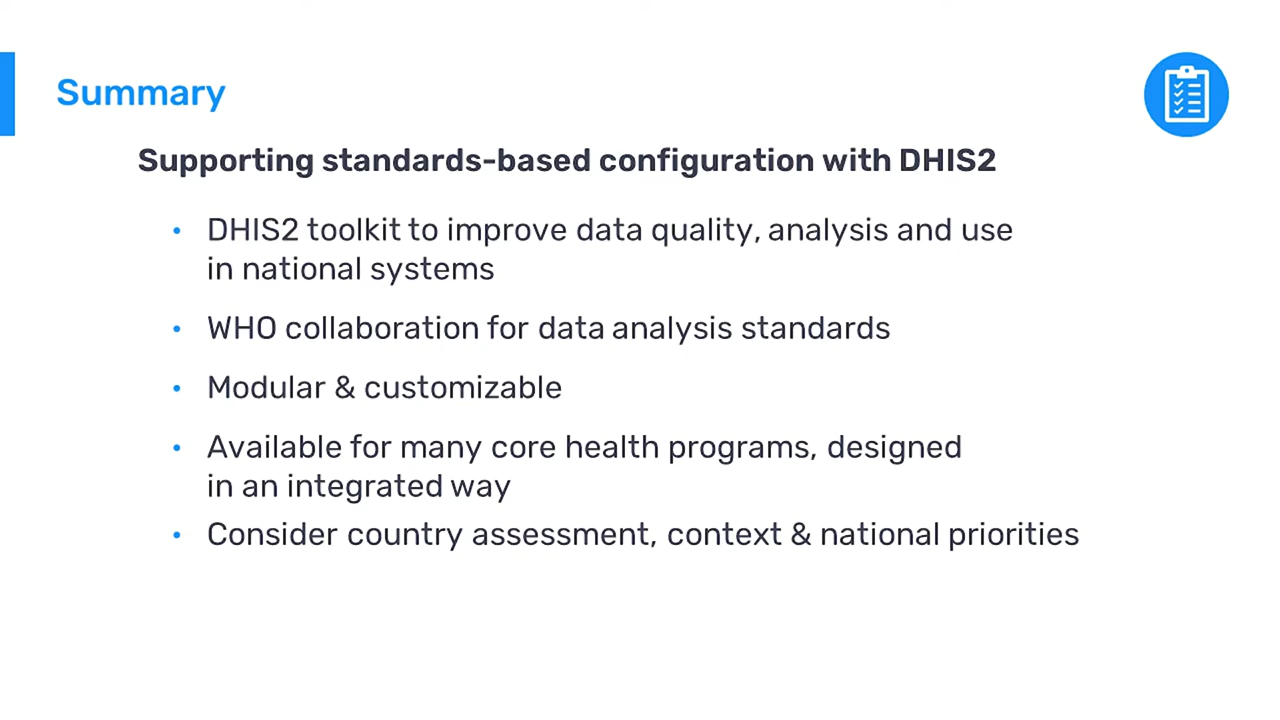 Summary
Supporting standards-based configuration with DHIS2
• DHIS2 toolkit to improve data quality, analysis and use
in national systems
• WHO collaboration for data analysis standards
• Modular & customizable
• Available for many core health programs, designed
in an integrated way
• Consider country assessment, context & national priorities